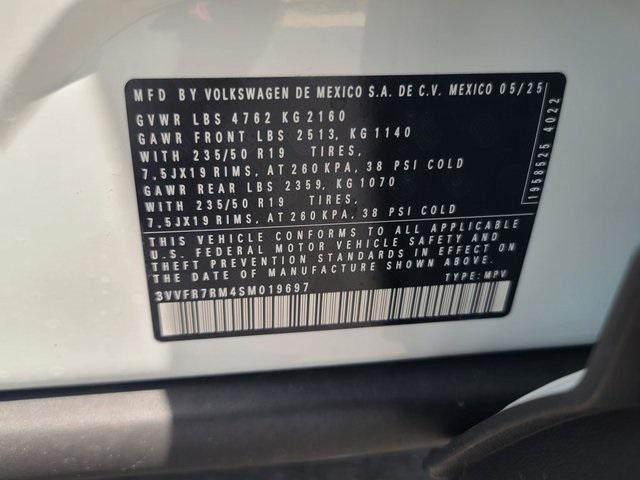 MFD BY VOLKSWAGEN DE MEXICO S.A. DE C.V. MEXICO 05/25
GVWR LBS 4762 KG 2160
GAWR FRONT LBS 2513, KG 1140
WITH 235/50 R19 TIRES,
7.5JX19 RIMS, AT 260 KPA, 38 PSI COLD
GAWR REAR LBS 2359, KG 1070
WITH 235/50 R19 TIRES,
7.5JX19 RIMS, AT 260 KPA, 38 PSI COLD
THIS VEHICLE CONFORMS TO ALL APPLICABLE
U.S. FEDERAL MOTOR VEHICLE SAFETY AND
THEFT PREVENTION STANDARDS IN EFFECT ON
THE DATE OF MANUFACTURE SHOWN ABOVE.
3VVFR7RM4SM019697 TYPE: MPV
1958525 4022